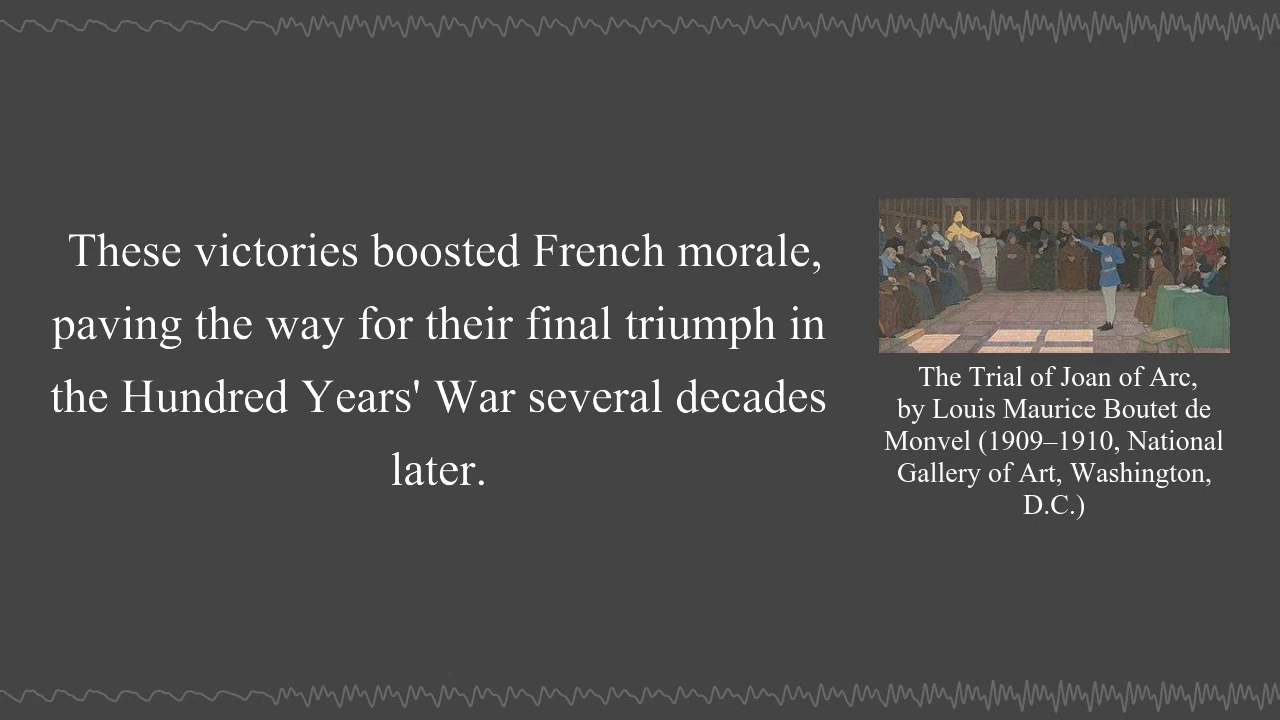 These victories boosted French morale,
paving the way for their final triumph in
the Hundred Years' War several decades
later.
The Trial of Joan of Arc,
by Louis Maurice Boutet de
Monvel (1909–1910, National
Gallery of Art, Washington,
D.C.)